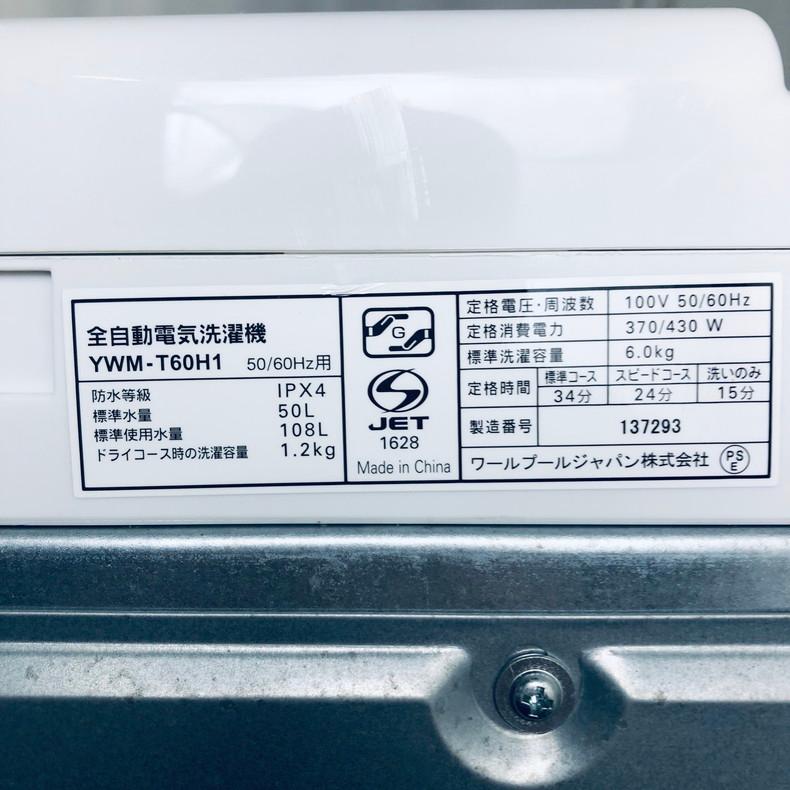 全自動電気洗濯機
YWM-T60H1 50/60Hz用
防水等級 IPX4
標準水量 50L
標準使用水量 108L
ドライコース時の洗濯容量 1.2kg
G
JET
1628
Made in China
定格電圧・周波数 100V 50/60Hz
定格消費電力 370/430 W
標準洗濯容量 6.0kg
定格時間 標準コース スピードコース 洗いのみ
34分 24分 15分
製造番号 137293
ワールプールジャパン株式会社 PSE